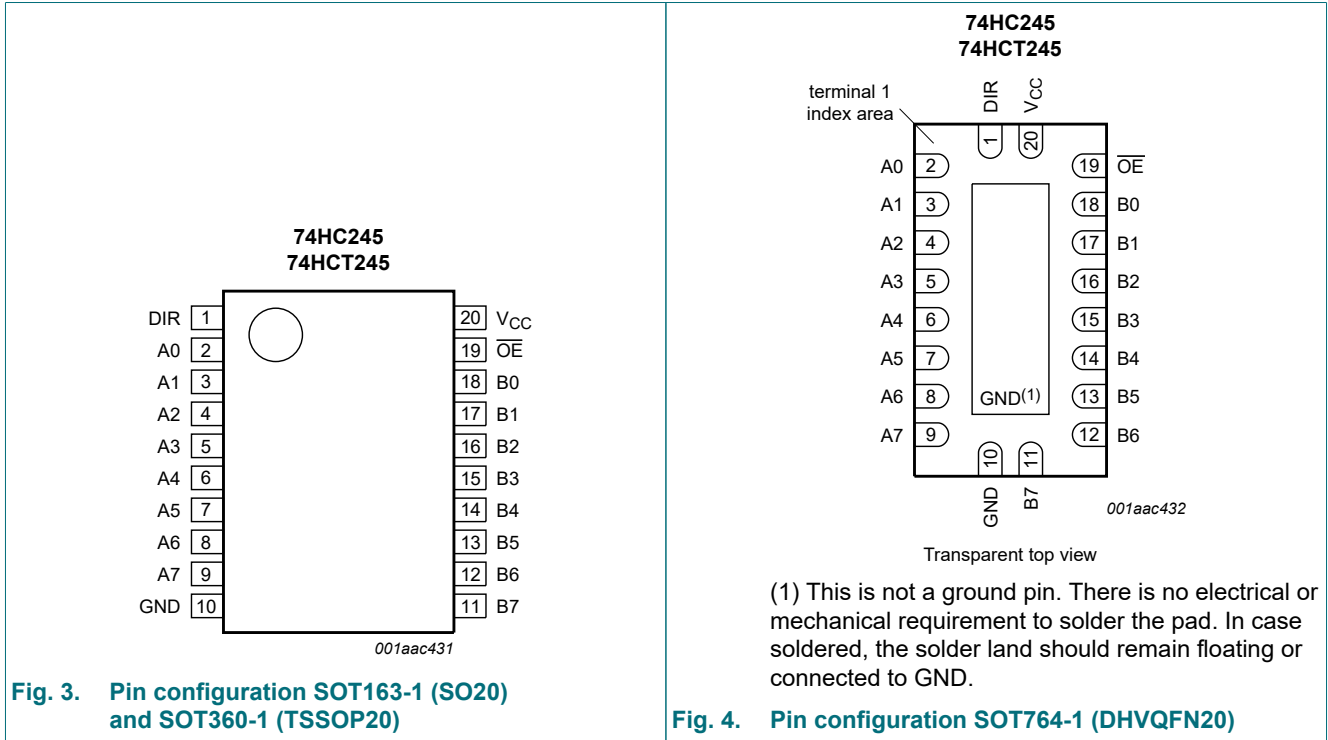 74HC245
74HCT245
DIR 1
A0 2
A1 3
A2 4
A3 5
A4 6
A5 7
A6 8
A7 9
GND 10
20 VCC
19 OE
18 B0
17 B1
16 B2
15 B3
14 B4
13 B5
12 B6
11 B7
001aac431
Fig. 3. Pin configuration SOT163-1 (SO20)
and SOT360-1 (TSSOP20)
74HC245
74HCT245
terminal 1
index area
DIR
VCC
1
20
A0 2
A1 3
A2 4
A3 5
A4 6
A5 7
A6 8
A7 9
19 OE
18 B0
17 B1
16 B2
15 B3
14 B4
13 B5
12 B6
GND(1)
10
11
GND
B7
001aac432
Transparent top view
(1) This is not a ground pin. There is no electrical or
mechanical requirement to solder the pad. In case
soldered, the solder land should remain floating or
connected to GND.
Fig. 4. Pin configuration SOT764-1 (DHVQFN20)